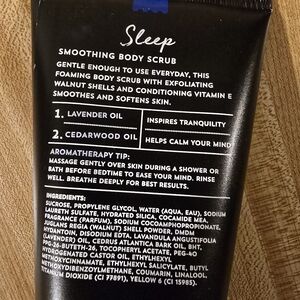 Sleep
SMOOTHING BODY SCRUB
GENTLE ENOUGH TO USE EVERYDAY, THIS
FOAMING BODY SCRUB WITH EXFOLIATING
WALNUT SHELLS AND CONDITIONING VITAMIN E
SMOOTHES AND SOFTENS SKIN.
1. LAVENDER OIL
INSPIRES TRANQUILITY
2. CEDARWOOD OIL
HELPS CALM YOUR MIND
AROMATHERAPY TIP:
MASSAGE GENTLY OVER SKIN DURING A SHOWER OR
BATH BEFORE BEDTIME TO EASE YOUR MIND. RINSE
WELL. BREATHE DEEPLY FOR BEST RESULTS.
INGREDIENTS:
SUCROSE, PROPYLENE GLYCOL, WATER (AQUA, EAU), SODIUM
LAURETH SULFATE, HYDRATED SILICA, COCAMIDE MEA,
FRAGRANCE (PARFUM), SODIUM CHLORIDE,
JUGLANS REGIA (WALNUT) SHELL POWDER, DMDM
HYDANTOIN, DISODIUM EDTA, LAVANDULA ANGUSTIFOLIA
(LAVENDER) OIL, CEDRUS ATLANTICA BARK OIL, BHT,
PPG-26-BUTETH-26, TOCOPHERYL ACETATE, PEG-40
HYDROGENATED CASTOR OIL, ETHYLHEXYL
METHOXYCINNAMATE, ETHYLHEXYL SALICYLATE, BUTYL
METHOXYDIBENZOYLMETHANE, COUMARIN, LINALOOL,
TITANIUM DIOXIDE (CI 77891), YELLOW 6 (CI 15985).